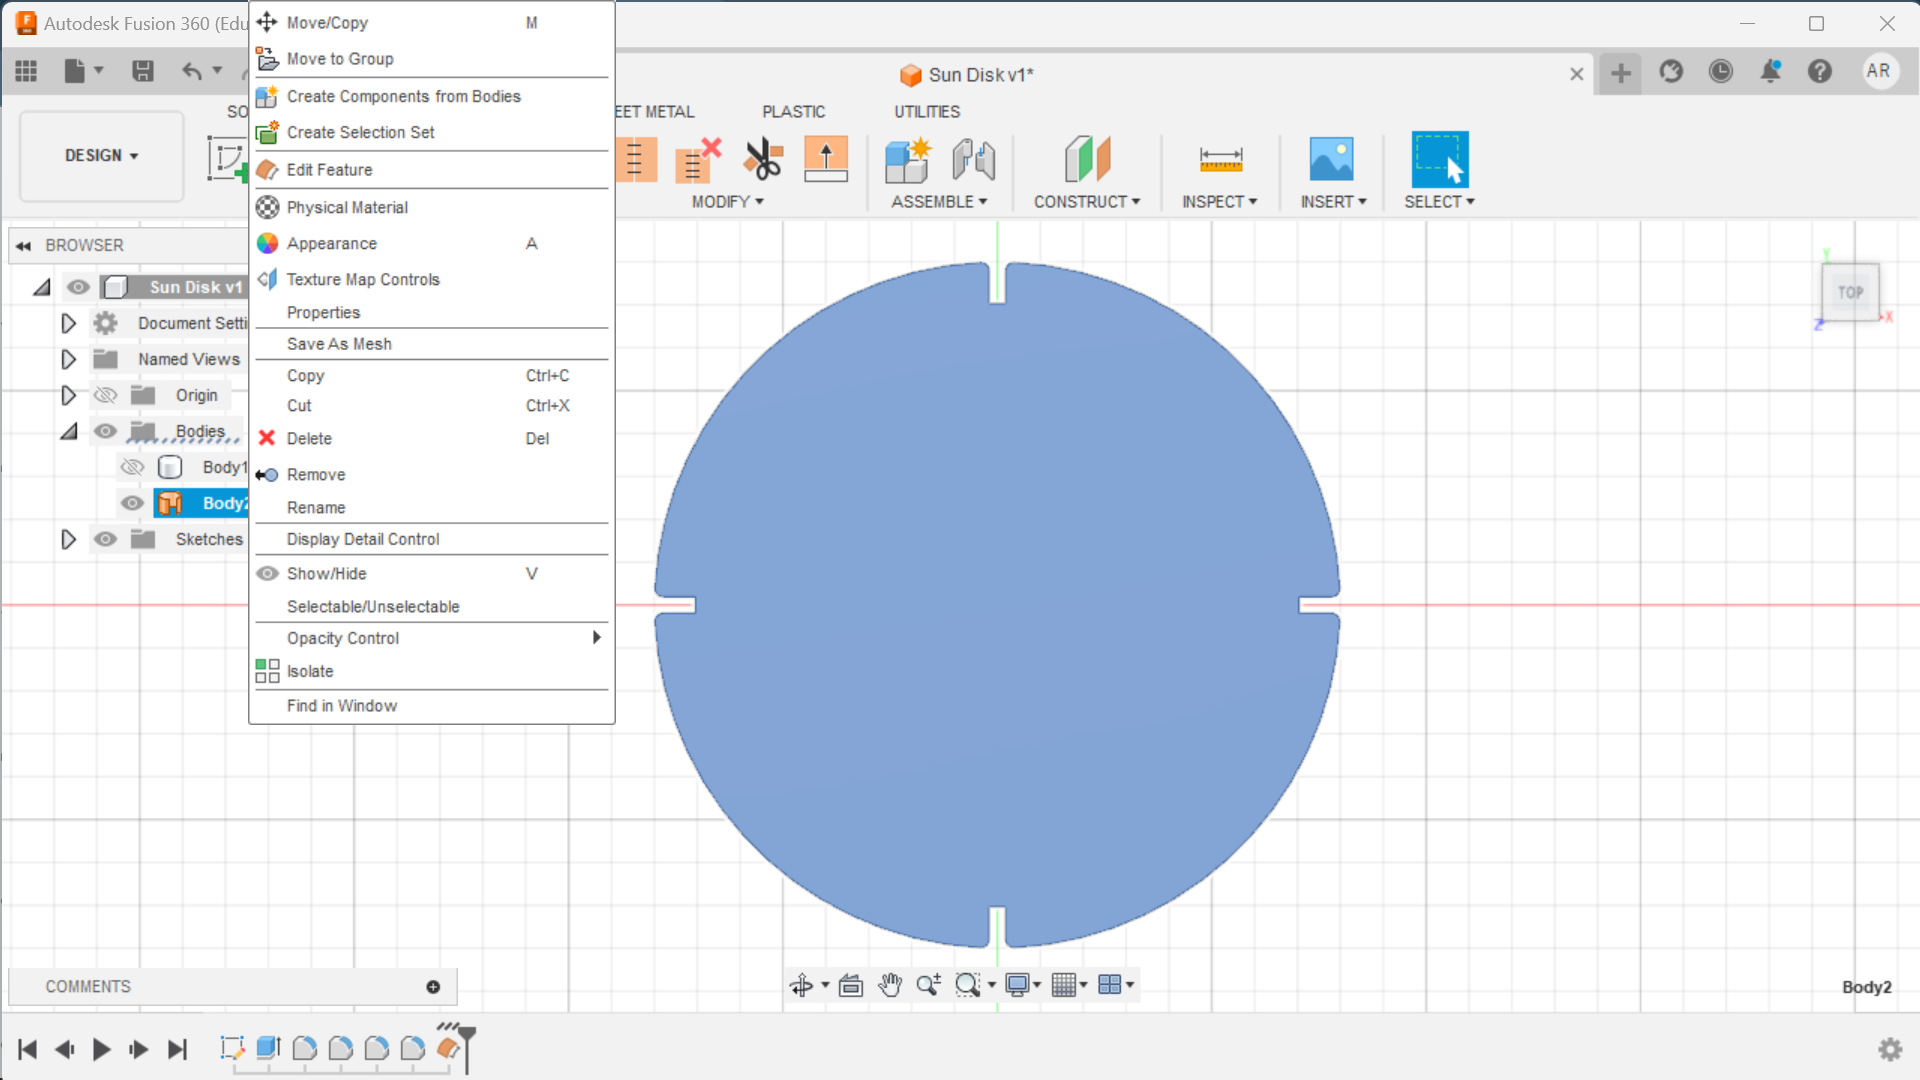 Autodesk Fusion 360 (Edu
Sun Disk v1*
AR
SO
EET METAL
PLASTIC
UTILITIES
DESIGN
MODIFY
ASSEMBLE
CONSTRUCT
INSPECT
INSERT
SELECT
BROWSER
Sun Disk v1
Document Setti
Named Views
Origin
Bodies
Body1
Body2
Sketches
Move/Copy M
Move to Group
Create Components from Bodies
Create Selection Set
Edit Feature
Physical Material
Appearance A
Texture Map Controls
Properties
Save As Mesh
Copy Ctrl+C
Cut Ctrl+X
Delete Del
Remove
Rename
Display Detail Control
Show/Hide V
Selectable/Unselectable
Opacity Control
Isolate
Find in Window
Y
TOP
Z
X
COMMENTS
Body2